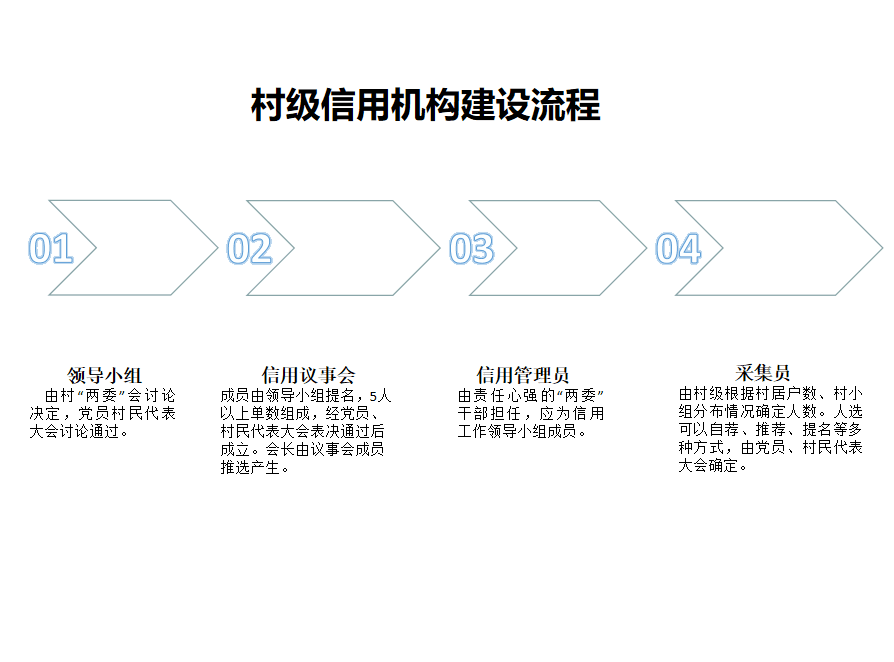 村级信用机构建设流程
01
02
03
04
领导小组
由村“两委”会讨论
决定，党员村民代表
大会讨论通过。
信用议事会
成员由领导小组提名，5人
以上单数组成，经党员、
村民代表大会表决通过后
成立。会长由议事会成员
推选产生。
信用管理员
由责任心强的“两委”
干部担任，应为信用
工作领导小组成员。
采集员
由村级根据村居户数、村小
组分布情况确定人数。人选
可以自荐、推荐、提名等多
种方式，由党员、村民代表
大会确定。